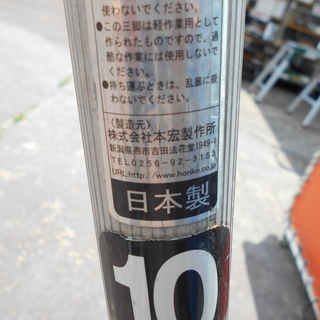 使わないでください。
●この三脚は軽作業用として
作られたものですので、過
酷な作業には使用しない
でください。
●持ち運ぶときは、乱暴に扱
わないでください。
〈製造元〉
株式会社本宏製作所
新潟県燕市吉田法花堂1949-1
TEL0256-92-3153
URL:http://www.honko.co.jp
日本製
10